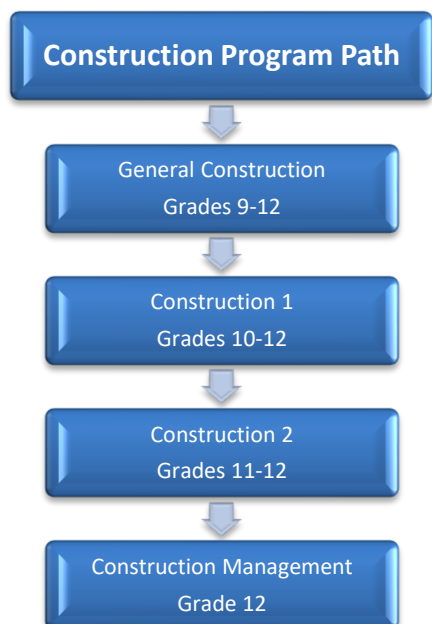 Construction Program Path
General Construction
Grades 9-12
Construction 1
Grades 10-12
Construction 2
Grades 11-12
Construction Management
Grade 12